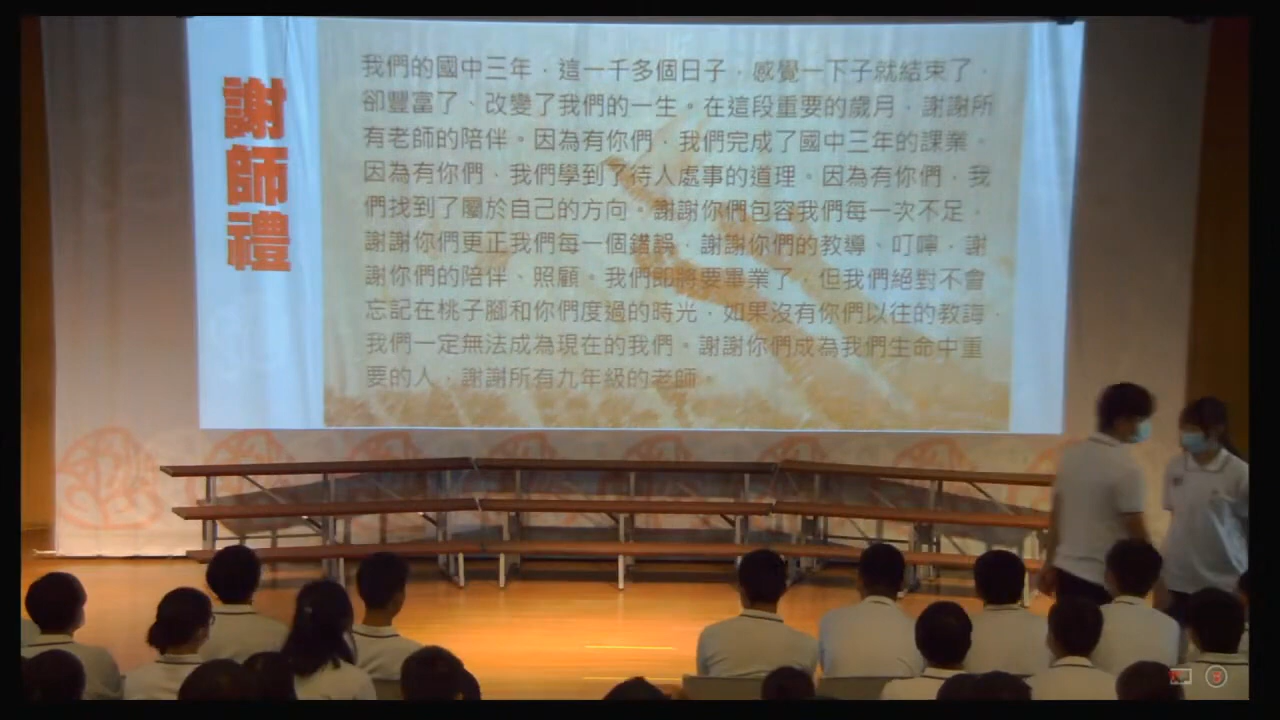 謝師禮
我們的國中三年，這一千多個日子，感覺一下子就結束了，
卻豐富了、改變了我們的一生。在這段重要的歲月，謝謝所
有老師的陪伴。因為有你們，我們完成了國中三年的課業。
因為有你們，我們學到了待人處事的道理。因為有你們，我
們找到了屬於自己的方向。謝謝你們包容我們每一次不足，
謝謝你們更正我們每一個錯誤，謝謝你們的教導、叮嚀，謝
謝你們的陪伴、照顧。我們即將要畢業了，但我們絕對不會
忘記在桃子腳和你們度過的時光，如果沒有你們以往的教誨，
我們一定無法成為現在的我們。謝謝你們成為我們生命中重
要的人，謝謝所有九年級的老師。